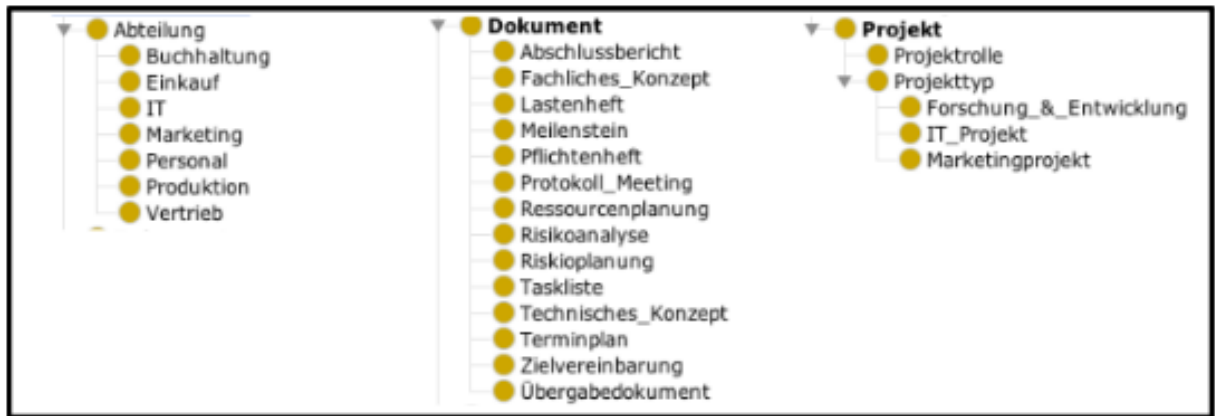 Abteilung
Buchhaltung
Einkauf
IT
Marketing
Personal
Produktion
Vertrieb
Dokument
Abschlussbericht
Fachliches_Konzept
Lastenheft
Meilenstein
Pflichtenheft
Protokoll_Meeting
Ressourcenplanung
Risikoanalyse
Riskioplanung
Taskliste
Technisches_Konzept
Terminplan
Zielvereinbarung
Übergabedokument
Projekt
Projektrolle
Projekttyp
Forschung_&_Entwicklung
IT_Projekt
Marketingprojekt